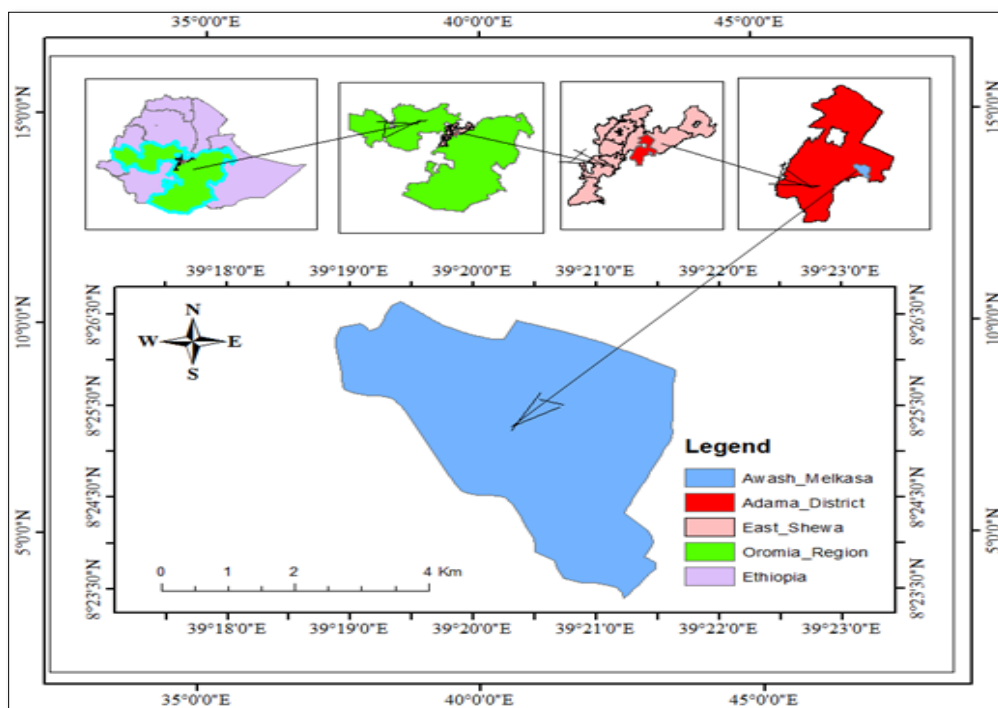 35°0'0"E 40°0'0"E 45°0'0"E
15°0'0"N 15°0'0"N
39°18'0"E 39°19'0"E 39°20'0"E 39°21'0"E 39°22'0"E 39°23'0"E
10°0'0"N 10°0'0"N
8°26'30"N 8°26'30"N
N
W E
S
8°25'30"N 8°25'30"N
Legend
Awash_Melkasa
8°24'30"N 8°24'30"N
Adama_District
East_Shewa
5°0'0"N 5°0'0"N
Oromia_Region
0 1 2 4 Km
Ethiopia
8°23'30"N 8°23'30"N
39°18'0"E 39°19'0"E 39°20'0"E 39°21'0"E 39°22'0"E 39°23'0"E
35°0'0"E 40°0'0"E 45°0'0"E